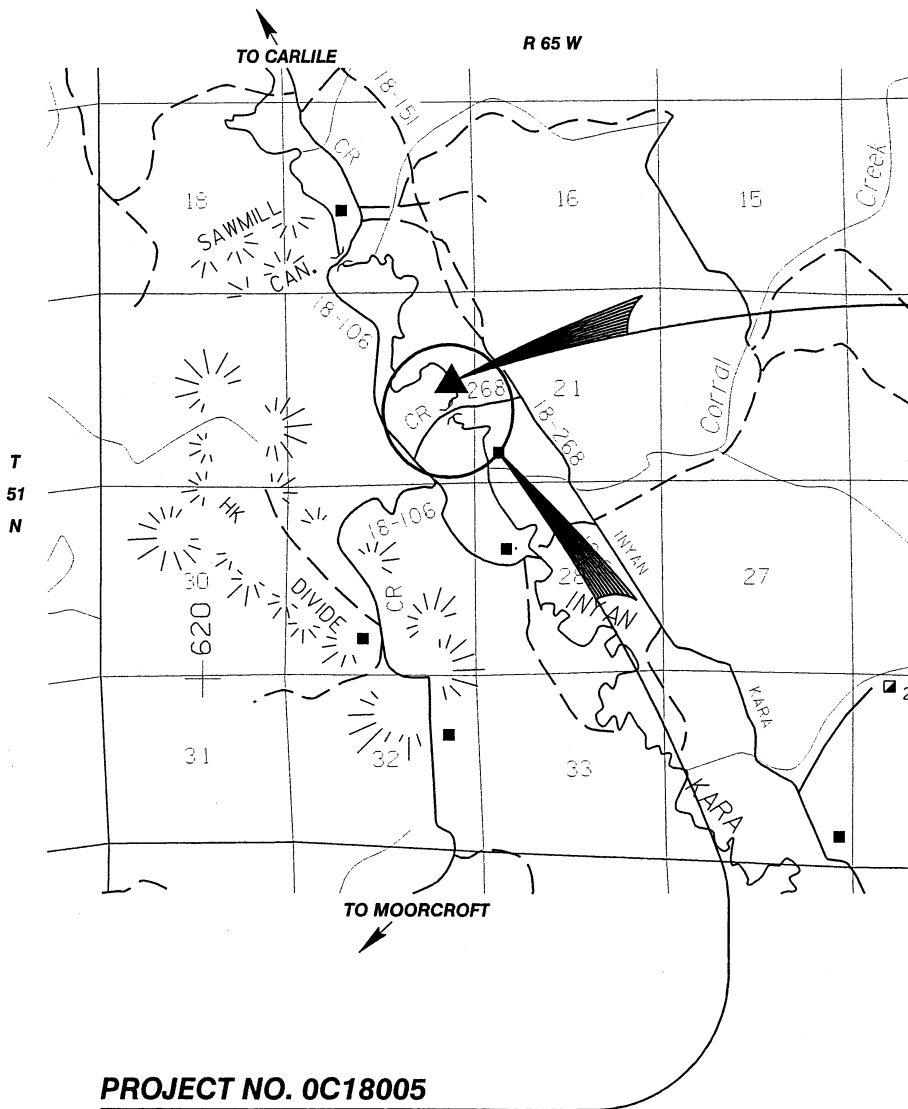 TO CARLILE
R 65 W
18-151
CR
Creek
18
16
15
SAWMILL
CAN.
18-106
268
21
CR
18-268
Corral
T
51
N
HK
18-106
INYAN
30
DIVIDE
CR
28
INYAN
27
620
KARA
31
32
33
KARA
TO MOORCROFT
PROJECT NO. 0C18005